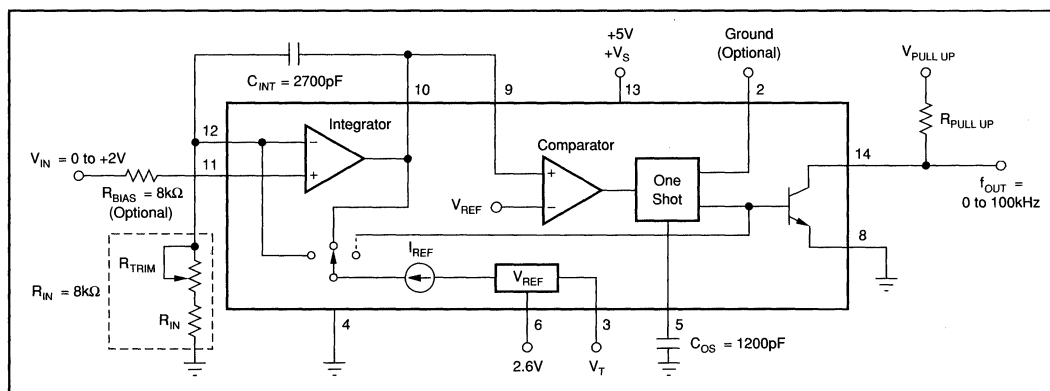 +5V
+V_S
Ground
(Optional)
V_PULL UP
C_INT = 2700pF
10
9
13
2
R_PULL UP
Integrator
12
−
V_IN = 0 to +2V
11
+
Comparator
14
R_BIAS = 8kΩ
(Optional)
+
V_REF
−
One
Shot
f_OUT =
0 to 100kHz
8
I_REF
R_TRIM
V_REF
R_IN = 8kΩ
R_IN
4
6
3
5
2.6V
V_T
C_OS = 1200pF